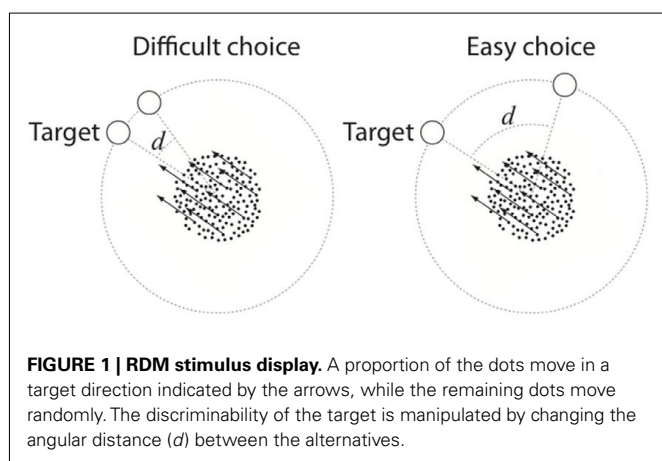 Difficult choice
Easy choice
Target
d
Target
d
FIGURE 1 | RDM stimulus display. A proportion of the dots move in a
target direction indicated by the arrows, while the remaining dots move
randomly. The discriminability of the target is manipulated by changing the
angular distance (d) between the alternatives.